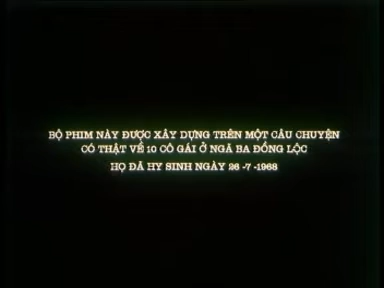 BỘ PHIM NÀY ĐƯỢC XÂY DỰNG TRÊN MỘT CÂU CHUYỆN
CÓ THẬT VỀ 10 CÔ GÁI Ở NGÃ BA ĐỒNG LỘC
HỌ ĐÃ HY SINH NGÀY 26 -7 -1968